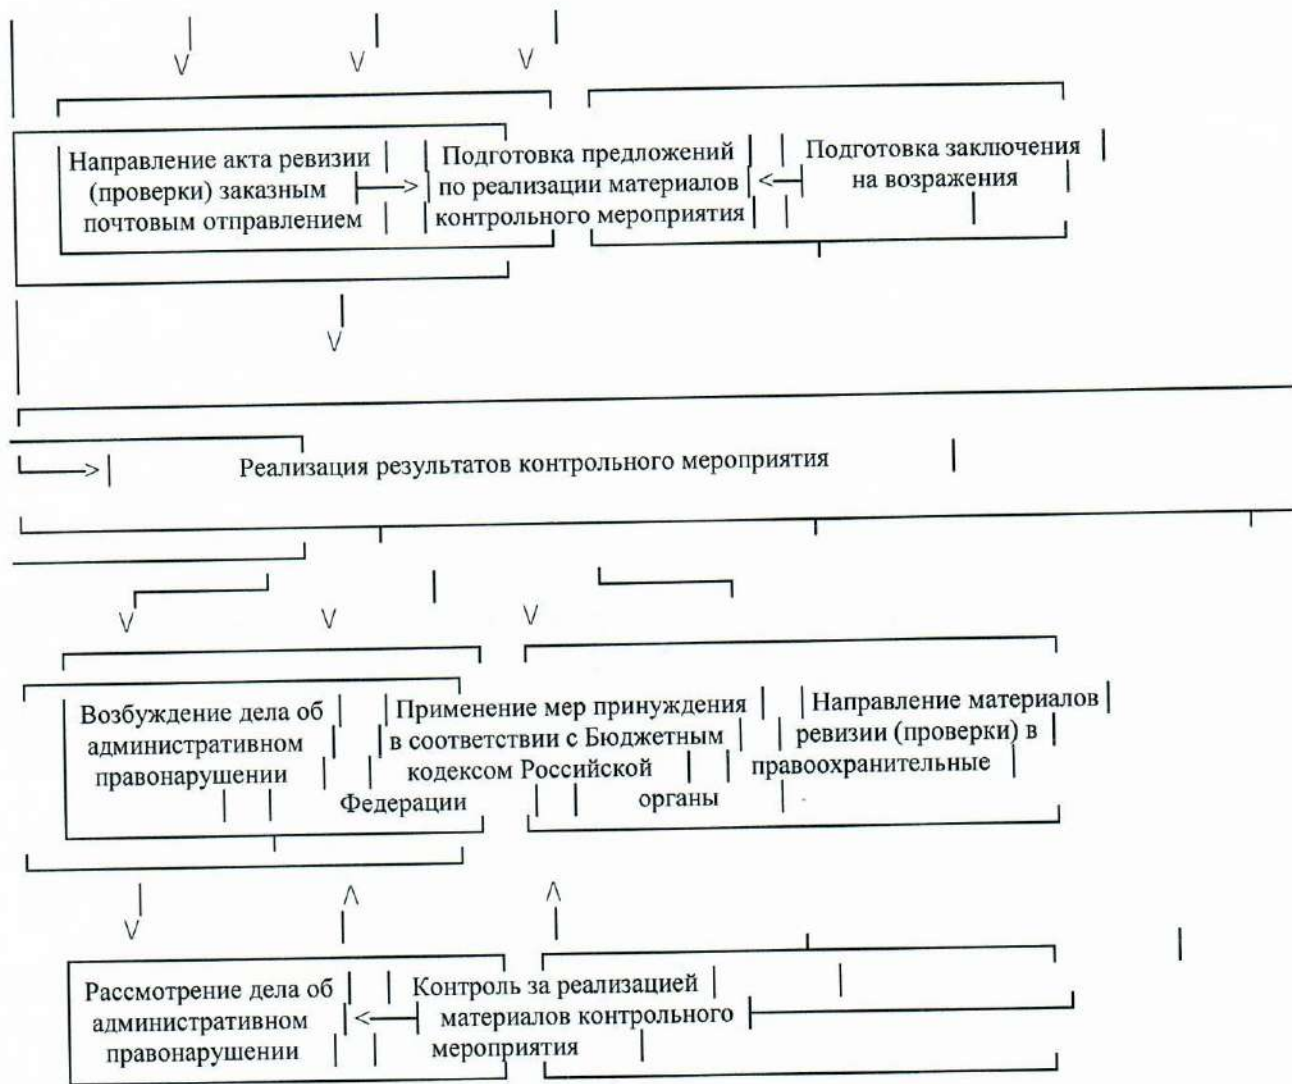 Направление акта ревизии
(проверки) заказным
почтовым отправлением
Подготовка предложений
по реализации материалов
контрольного мероприятия
Подготовка заключения
на возражения
Реализация результатов контрольного мероприятия
Возбуждение дела об
административном
правонарушении
Применение мер принуждения
в соответствии с Бюджетным
кодексом Российской
Федерации
Направление материалов
ревизии (проверки) в
правоохранительные
органы
Рассмотрение дела об
административном
правонарушении
Контроль за реализацией
материалов контрольного
мероприятия